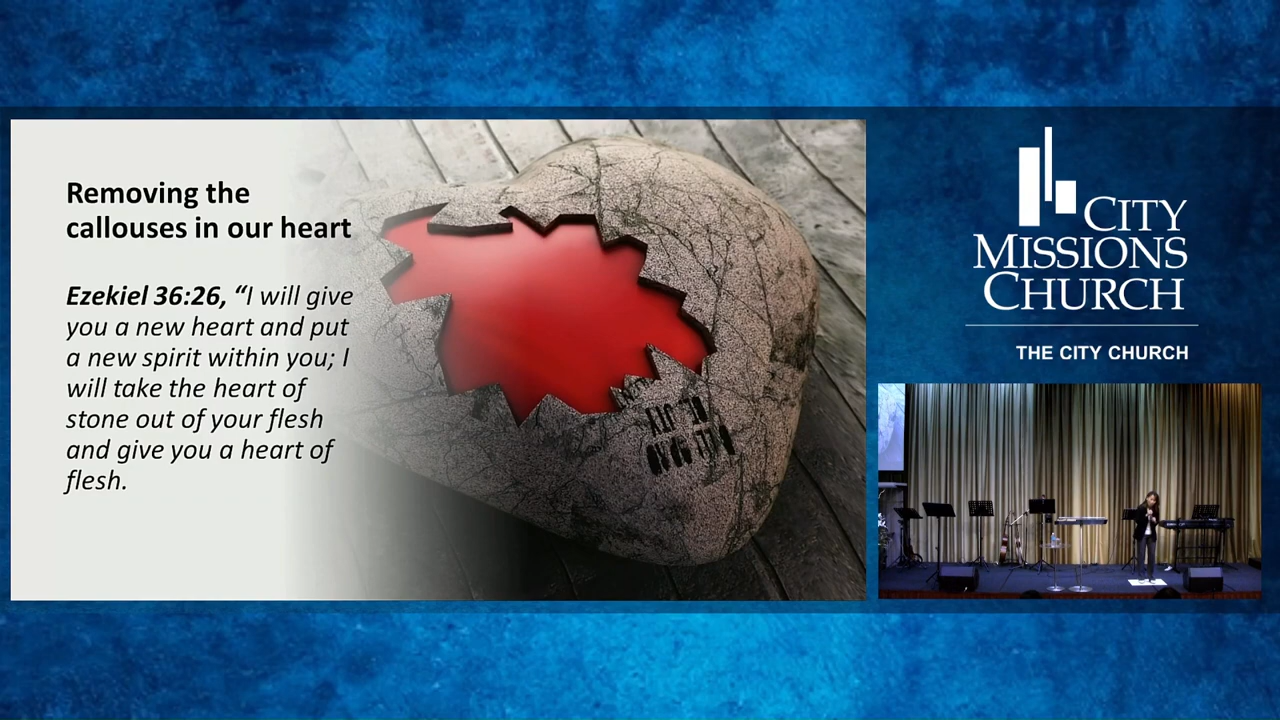 Removing the
callouses in our heart
Ezekiel 36:26, “I will give
you a new heart and put
a new spirit within you; I
will take the heart of
stone out of your flesh
and give you a heart of
flesh.
CITY
MISSIONS
CHURCH
THE CITY CHURCH